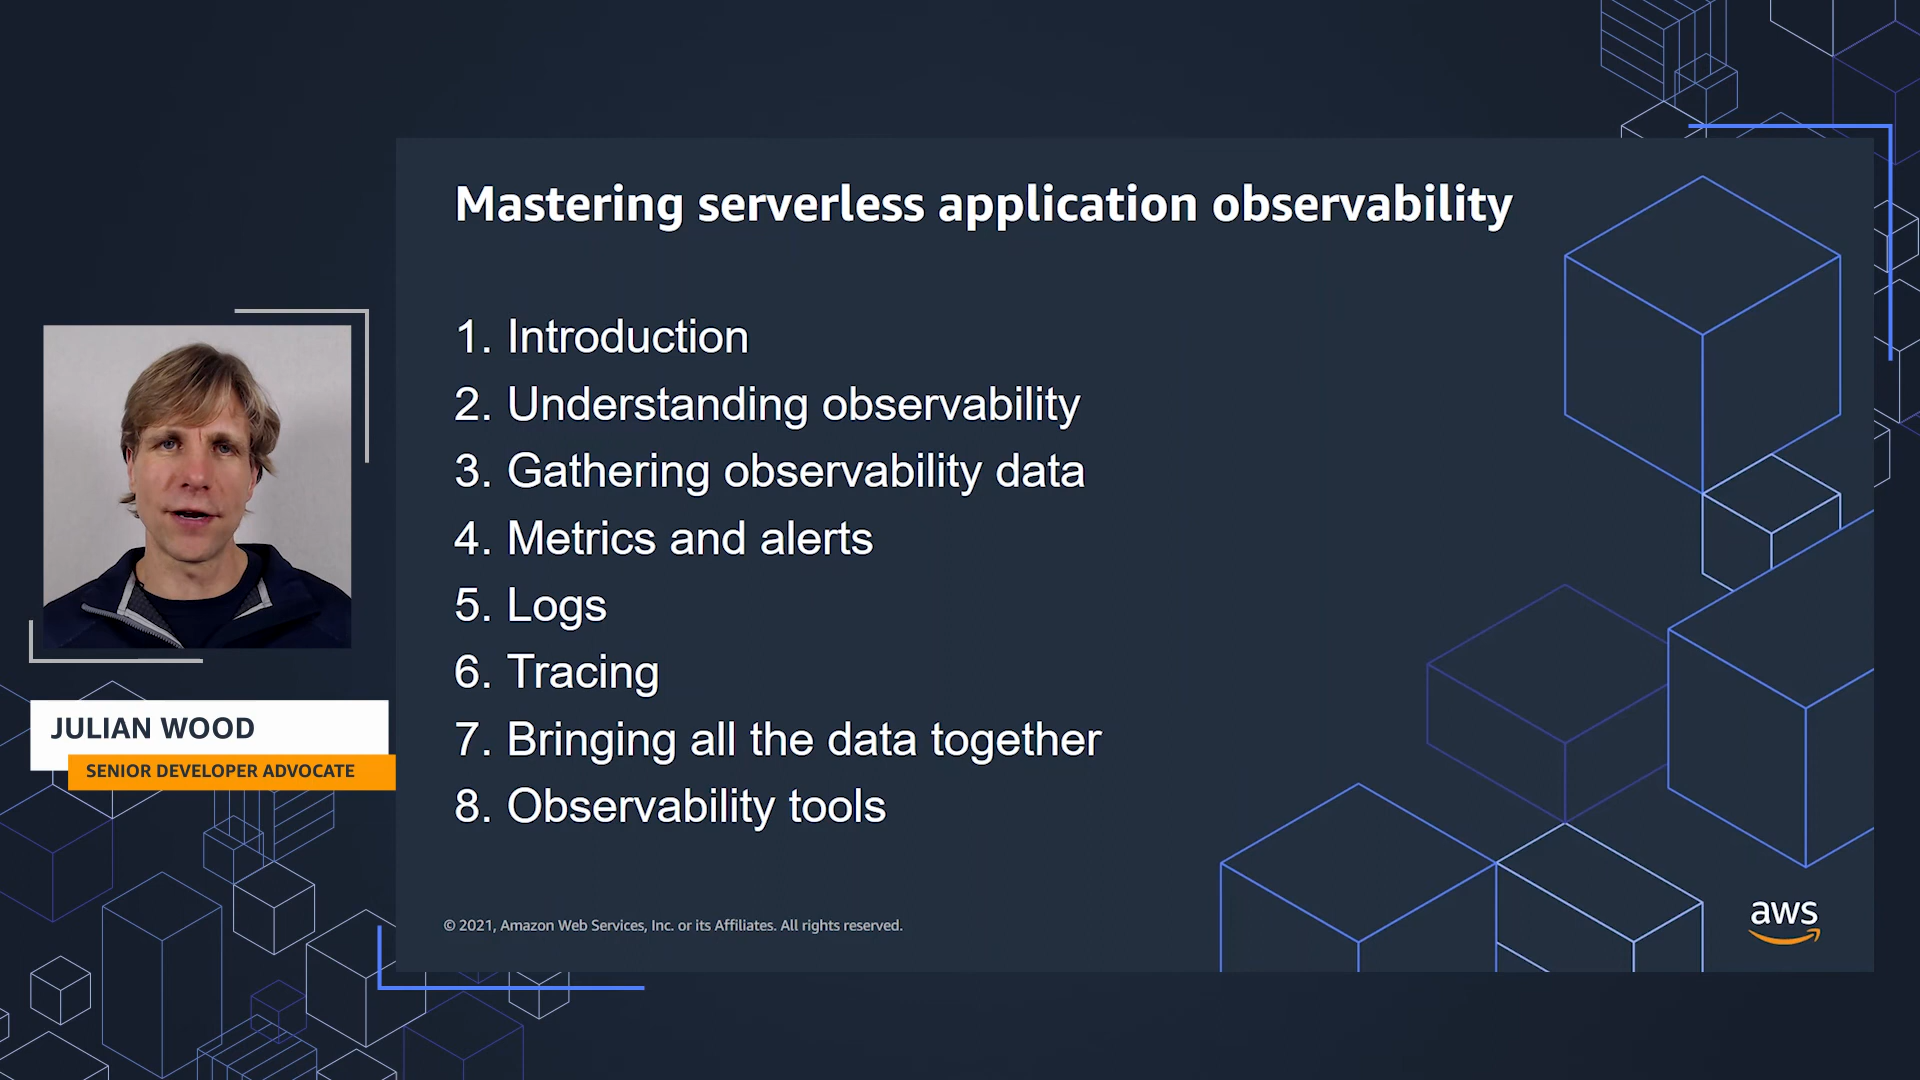 Mastering serverless application observability
1. Introduction
2. Understanding observability
3. Gathering observability data
4. Metrics and alerts
5. Logs
6. Tracing
7. Bringing all the data together
8. Observability tools
JULIAN WOOD
SENIOR DEVELOPER ADVOCATE
© 2021, Amazon Web Services, Inc. or its Affiliates. All rights reserved.
aws